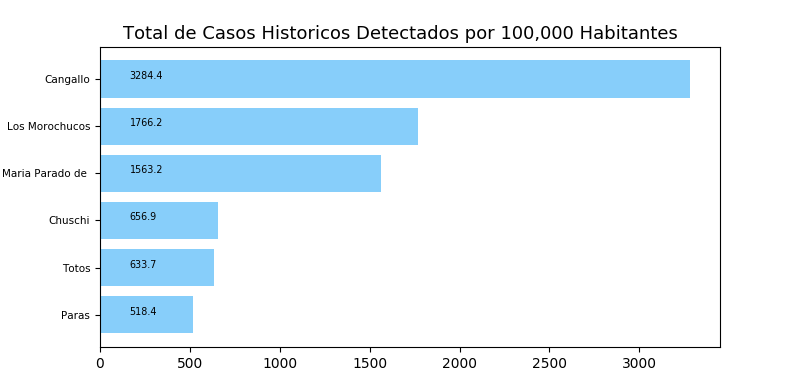 Total de Casos Historicos Detectados por 100,000 Habitantes
Cangallo 3284.4
Los Morochucos 1766.2
Maria Parado de 1563.2
Chuschi 656.9
Totos 633.7
Paras 518.4
0 500 1000 1500 2000 2500 3000